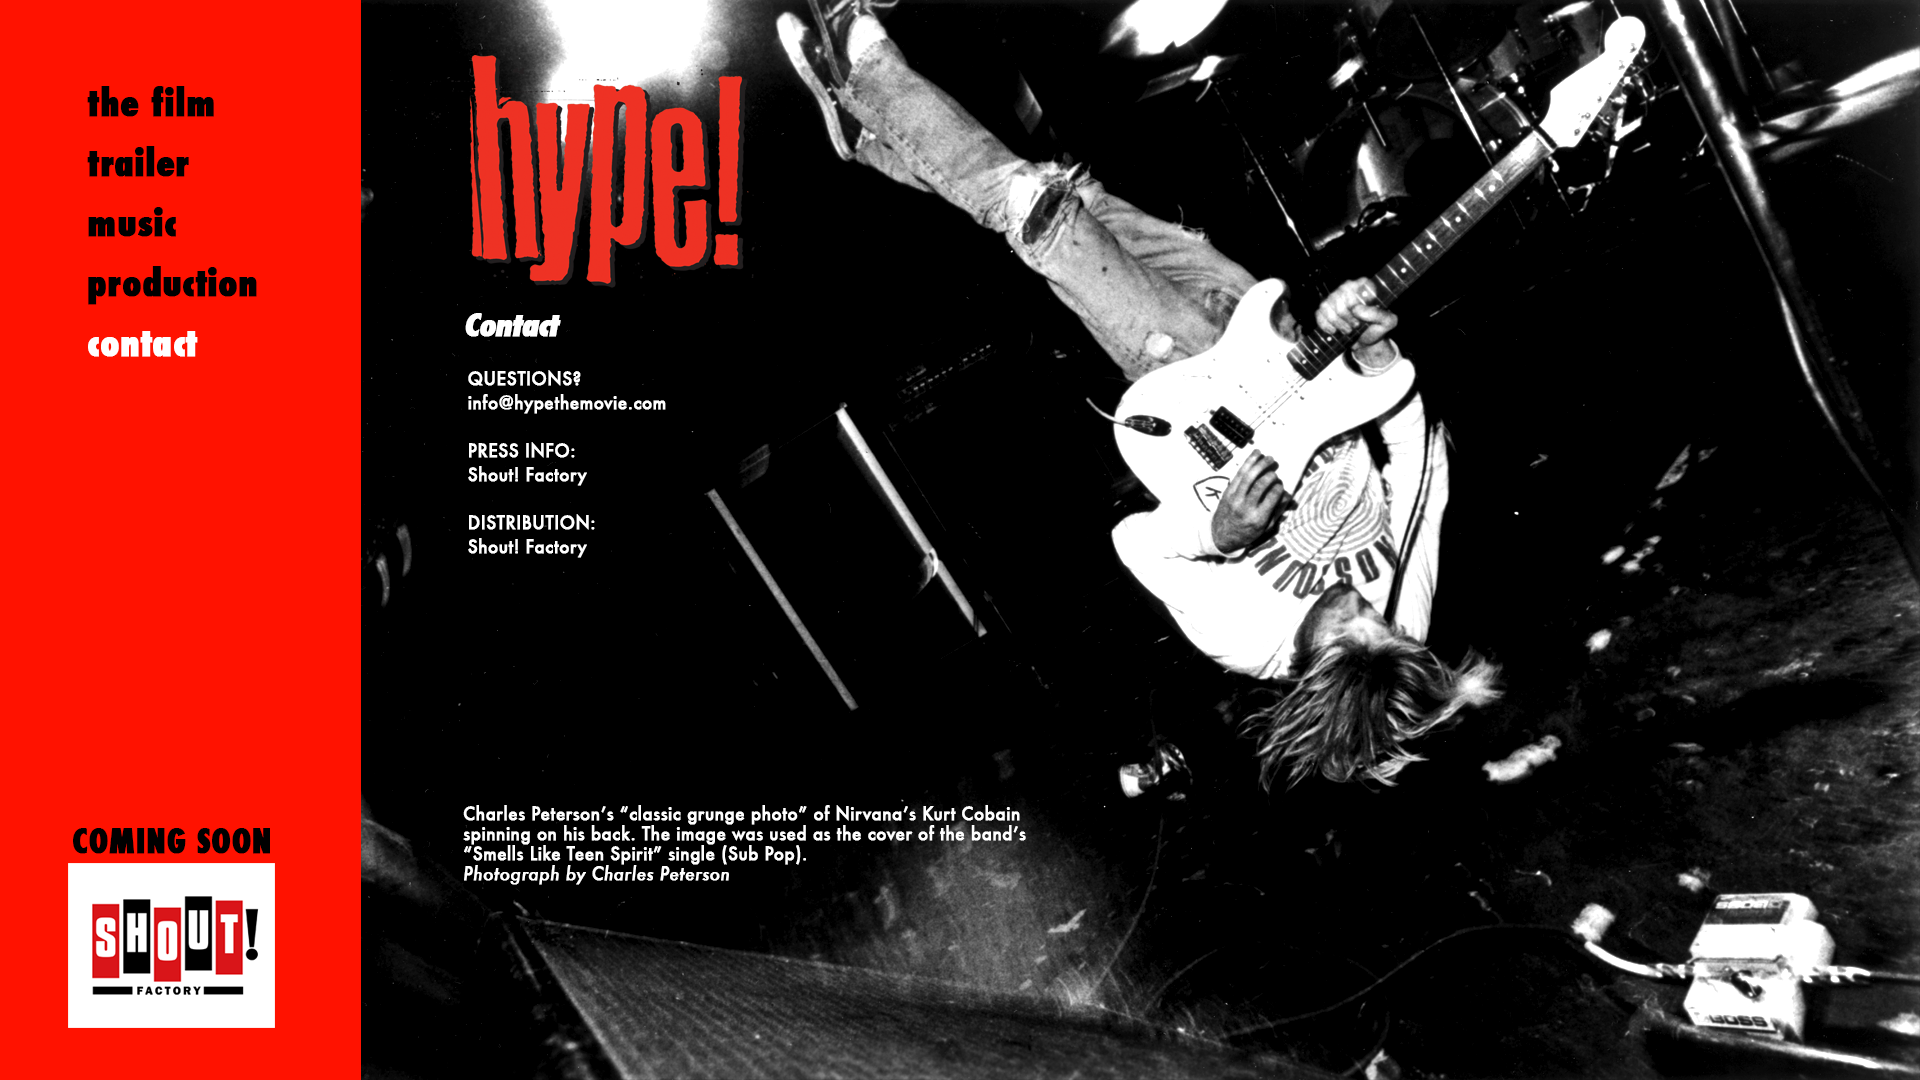 the film
trailer
music
production
contact
COMING SOON
SHOUT!
FACTORY
hype!
Contact
QUESTIONS?
info@hypethemovie.com
PRESS INFO:
Shout! Factory
DISTRIBUTION:
Shout! Factory
Charles Peterson’s “classic grunge photo” of Nirvana’s Kurt Cobain
spinning on his back. The image was used as the cover of the band’s
“Smells Like Teen Spirit” single (Sub Pop).
Photograph by Charles Peterson
BOSS